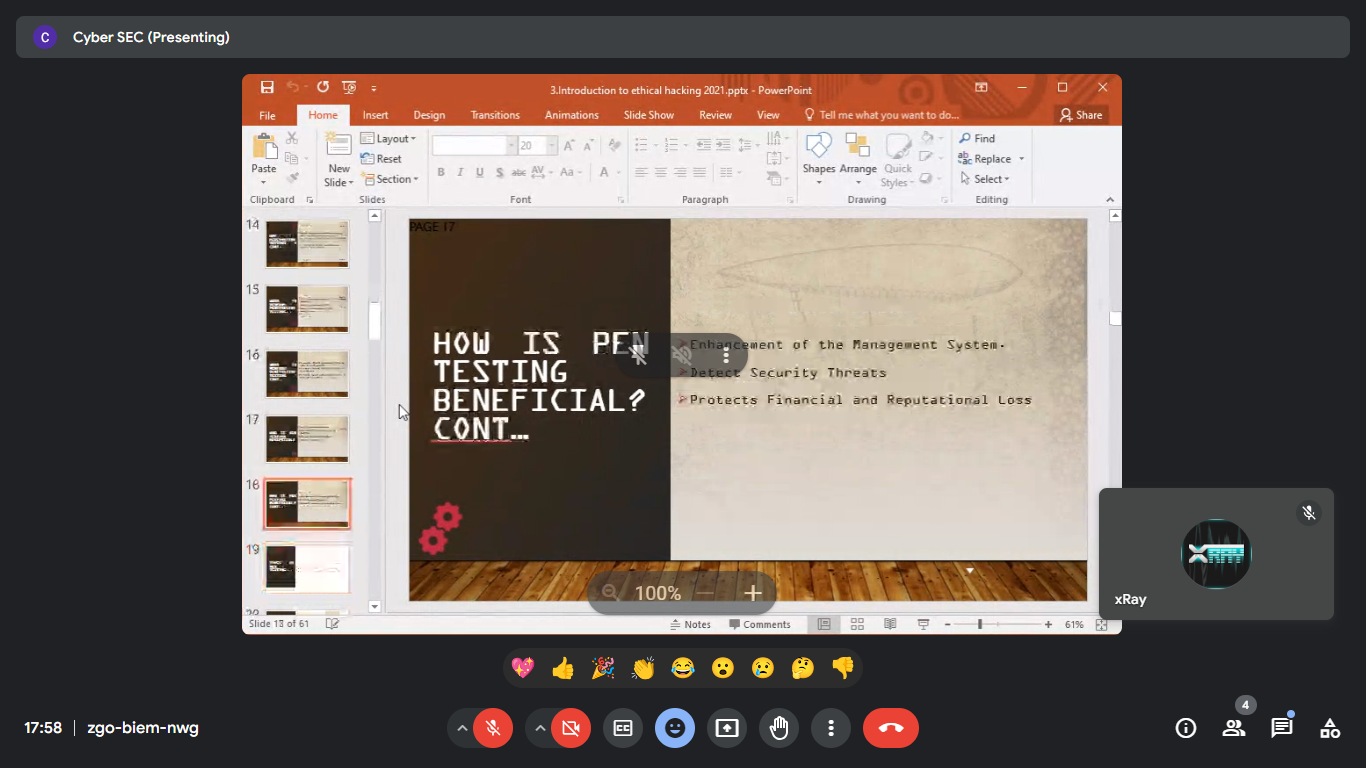 C Cyber SEC (Presenting)
3.Introduction to ethical hacking 2021.pptx - PowerPoint
File Home Insert Design Transitions Animations Slide Show Review View Tell me what you want to do... Share
Paste
New
Slide
Layout
Reset
Section
20
B I U S abc AV Aa A
Shapes
Arrange
Quick
Styles
Find
Replace
Select
Clipboard Slides Font Paragraph Drawing Editing
14
15
16
17
18
19
20
PAGE 17
HOW IS PEN
TESTING
BENEFICIAL?
CONT…
Enhancement of the Management System.
Detect Security Threats
Protects Financial and Reputational Loss
100%
XRAY
xRay
Slide 18 of 61 Notes Comments 61%
17:58 | zgo-biem-nwg
4